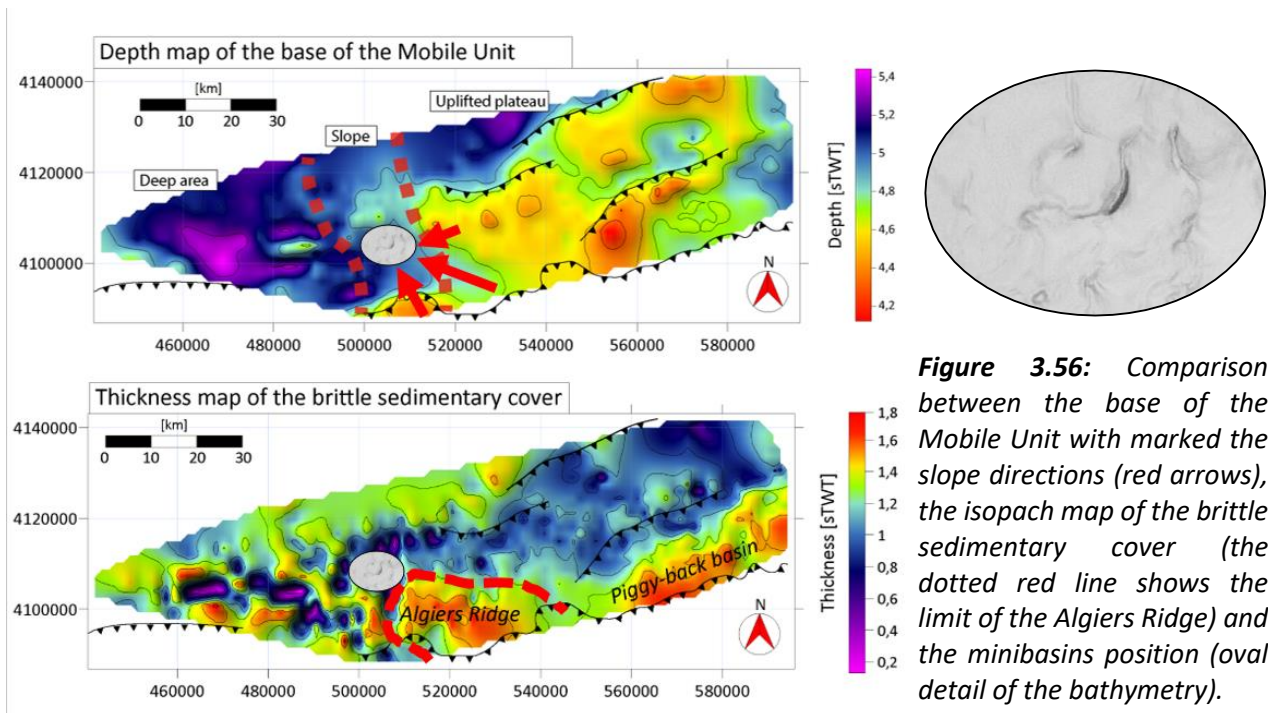 Depth map of the base of the Mobile Unit
4140000
[km]
0 10 20 30
Uplifted plateau
Slope
4120000
Deep area
4100000
N
460000 480000 500000 520000 540000 560000 580000
Depth [sTWT]
5,4
5,2
5
4,8
4,6
4,4
4,2
Thickness map of the brittle sedimentary cover
4140000
[km]
0 10 20 30
4120000
Piggy-back basin
4100000
Algiers Ridge
N
460000 480000 500000 520000 540000 560000 580000
Thickness [sTWT]
1,8
1,6
1,4
1,2
1
0,8
0,6
0,4
0,2
Figure 3.56: Comparison
between the base of the
Mobile Unit with marked the
slope directions (red arrows),
the isopach map of the brittle
sedimentary cover (the
dotted red line shows the
limit of the Algiers Ridge) and
the minibasins position (oval
detail of the bathymetry).